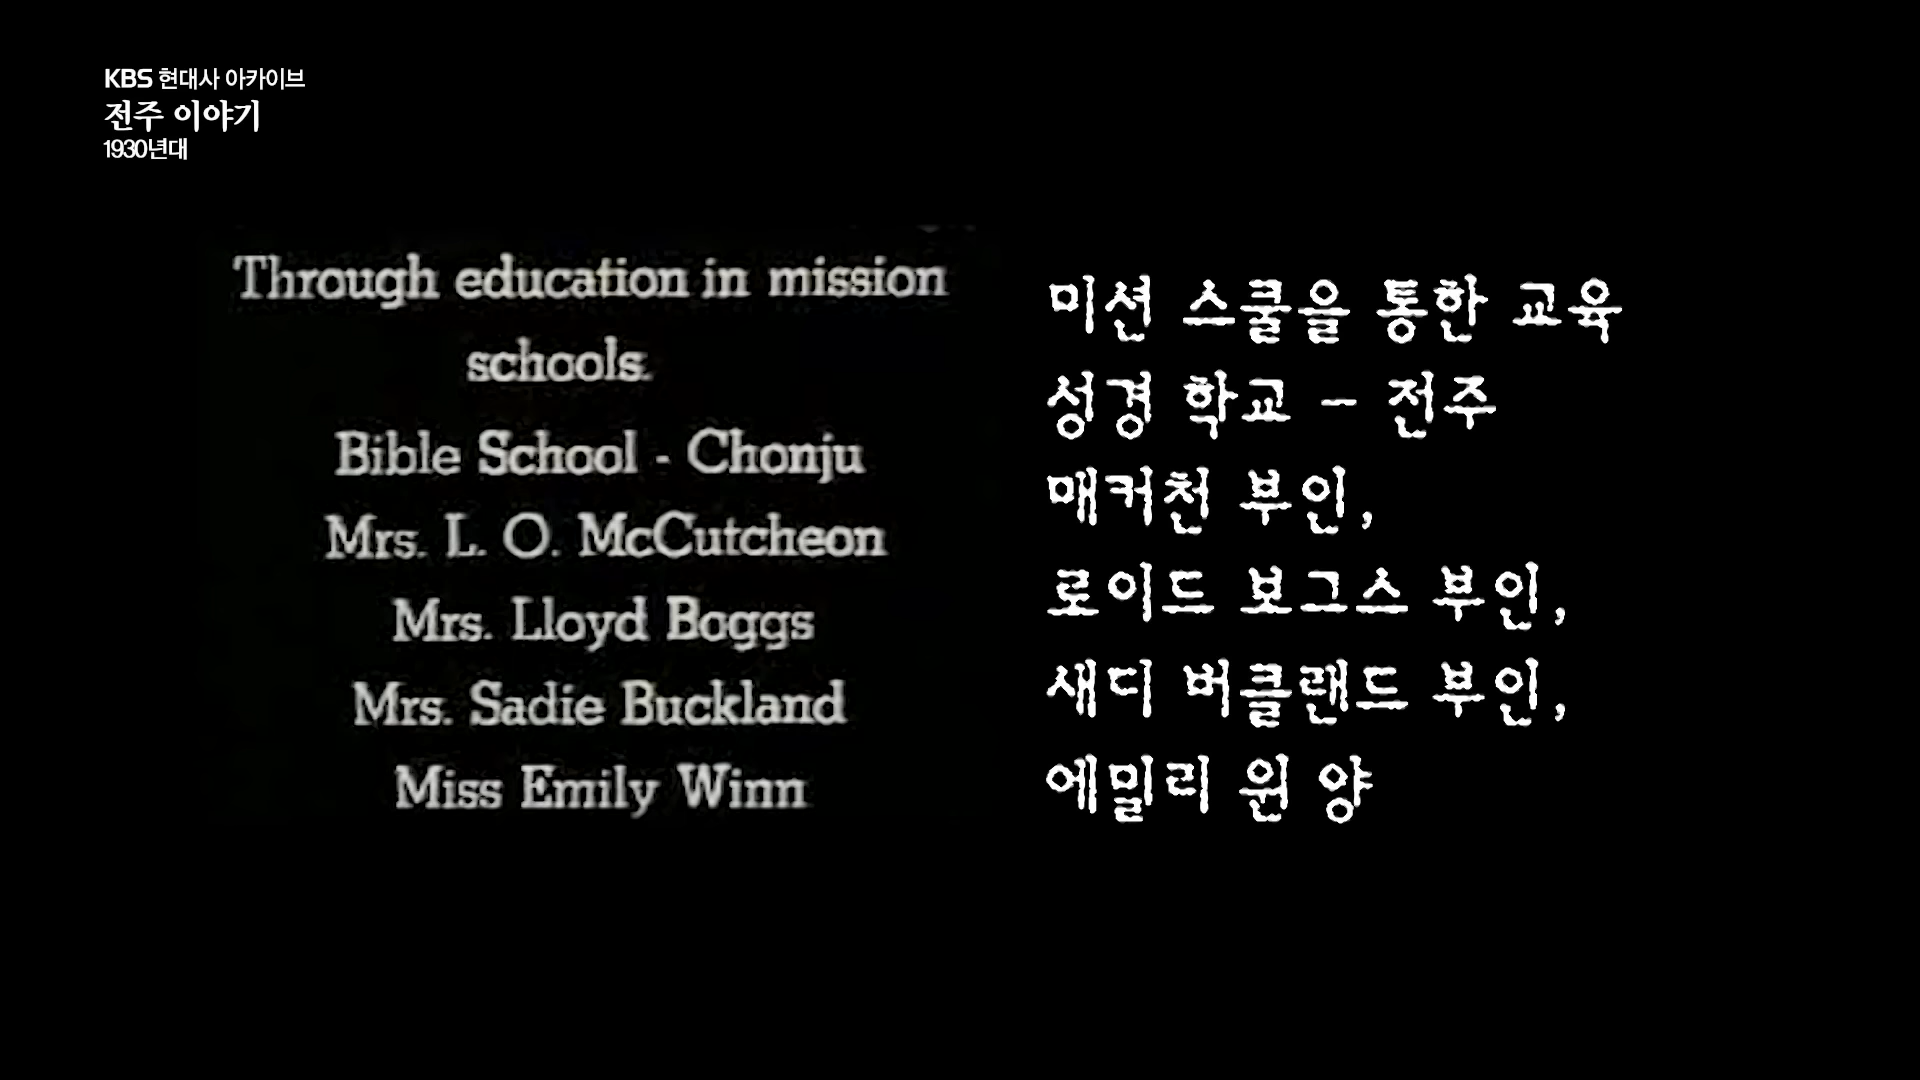 KBS 현대사 아카이브
전주 이야기
1930년대
Through education in mission
schools.
Bible School - Chonju
Mrs. L. O. McCutcheon
Mrs. Lloyd Boggs
Mrs. Sadie Buckland
Miss Emily Winn
미션 스쿨을 통한 교육
성경 학교 - 전주
매커천 부인,
로이드 보그스 부인,
새디 버클랜드 부인,
에밀리 윈 양